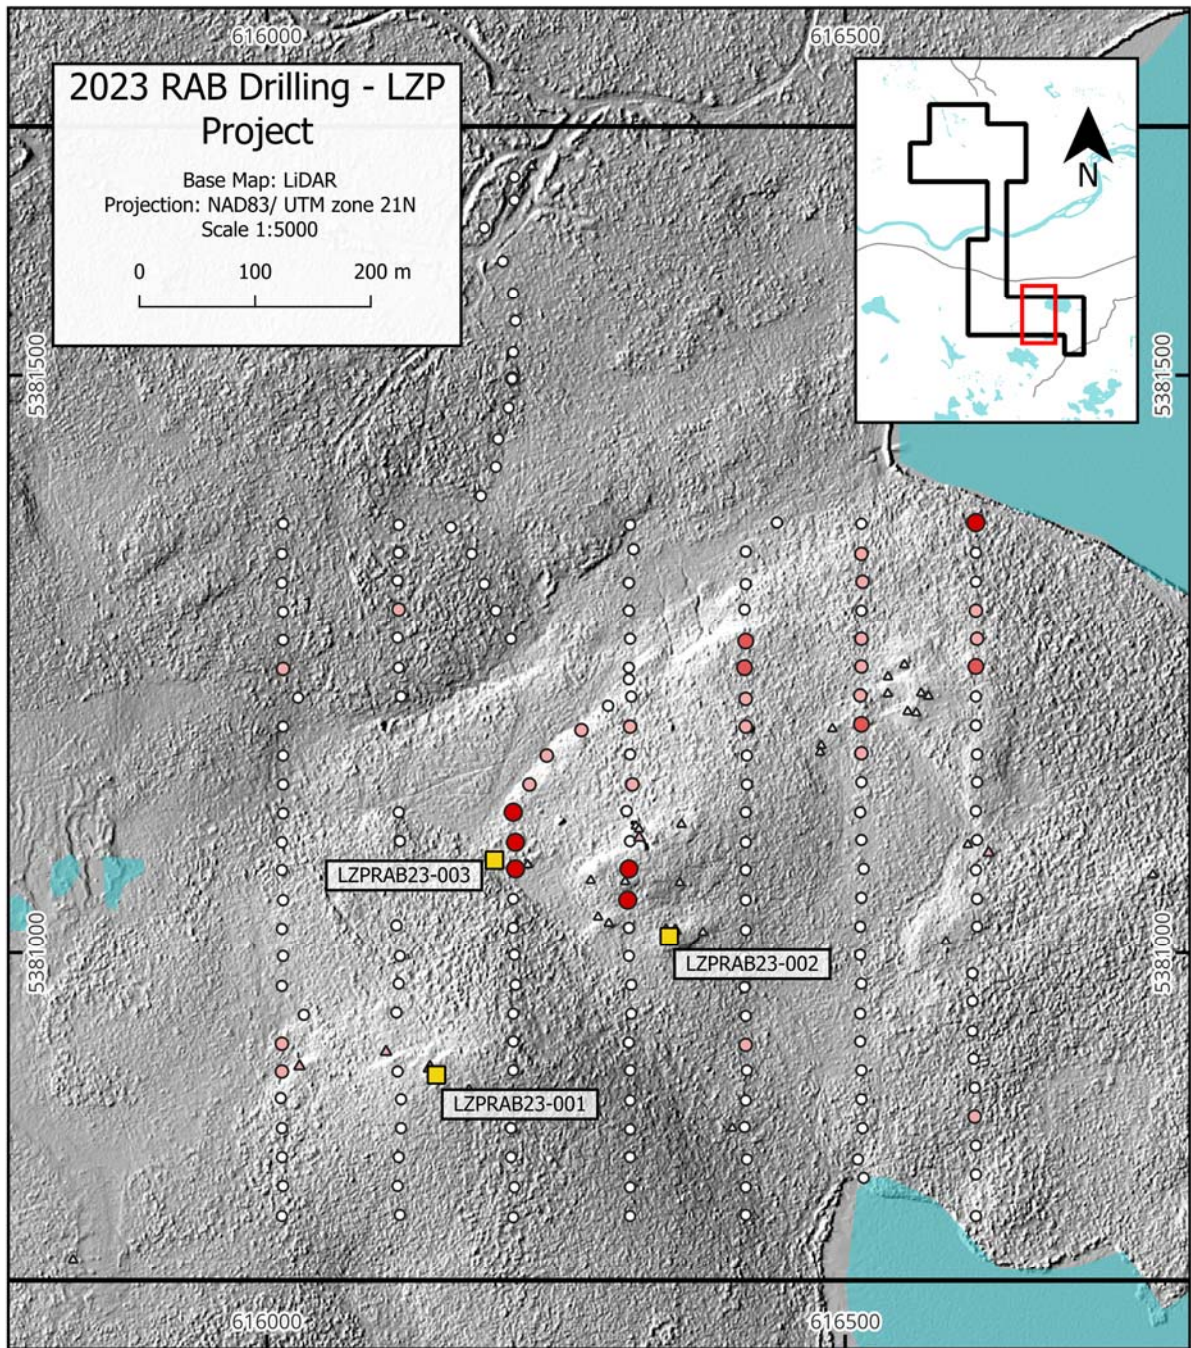 616000
616500
2023 RAB Drilling - LZP
Project
Base Map: LiDAR
Projection: NAD83/ UTM zone 21N
Scale 1:5000
0 100 200 m
N
5381500
5381500
LZPRAB23-003
LZPRAB23-002
5381000
5381000
LZPRAB23-001
616000
616500